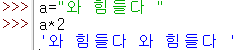 >>> a="와 힘들다 "
>>> a*2
'와 힘들다 와 힘들다 '